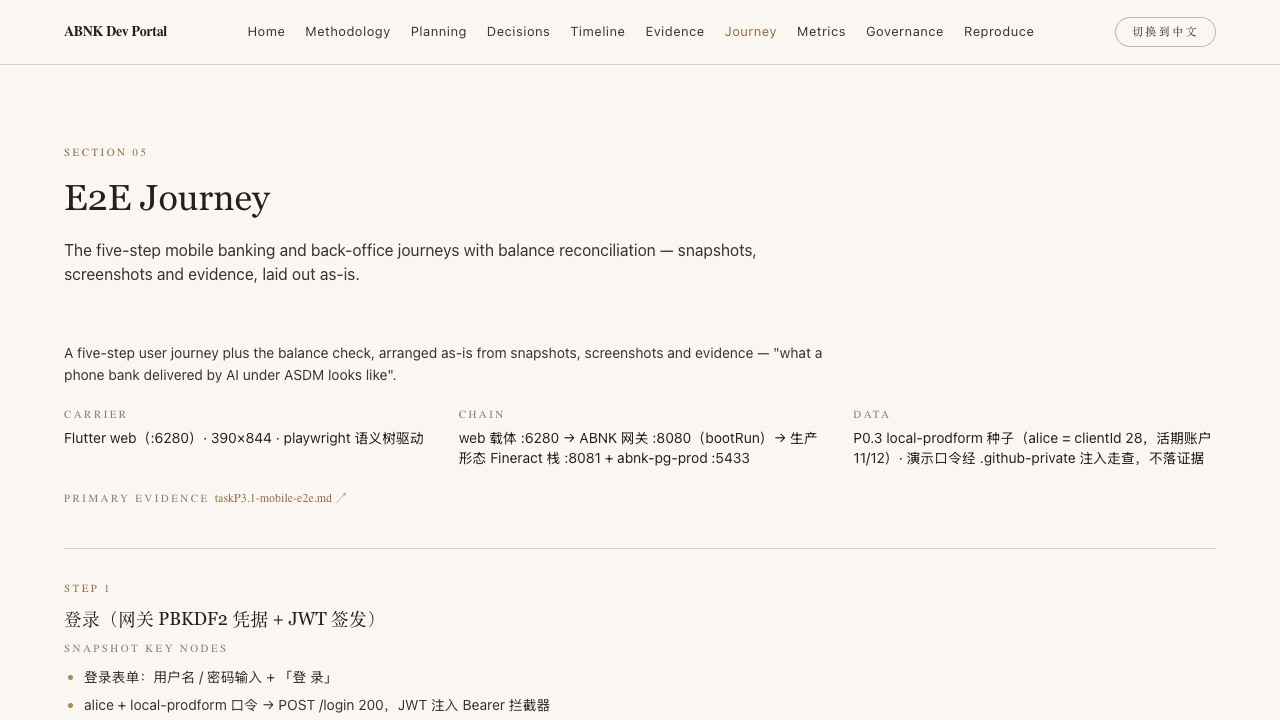 ABNK Dev Portal
Home Methodology Planning Decisions Timeline Evidence Journey Metrics Governance Reproduce
切换到中文
SECTION 05
E2E Journey
The five-step mobile banking and back-office journeys with balance reconciliation — snapshots,
screenshots and evidence, laid out as-is.
A five-step user journey plus the balance check, arranged as-is from snapshots, screenshots and evidence — "what a
phone bank delivered by AI under ASDM looks like".
CARRIER
Flutter web（:6280）· 390×844 · playwright 语义树驱动
CHAIN
web 载体 :6280 → ABNK 网关 :8080（bootRun）→ 生产
形态 Fineract 栈 :8081 + abnk-pg-prod :5433
DATA
P0.3 local-prodform 种子（alice = clientId 28，活期账户
11/12）· 演示口令经 .github-private 注入走查，不落证据
PRIMARY EVIDENCE taskP3.1-mobile-e2e.md ↗
STEP 1
登录（网关 PBKDF2 凭据 + JWT 签发）
SNAPSHOT KEY NODES
登录表单：用户名 / 密码输入 + 「登 录」
alice + local-prodform 口令 → POST /login 200，JWT 注入 Bearer 拦截器